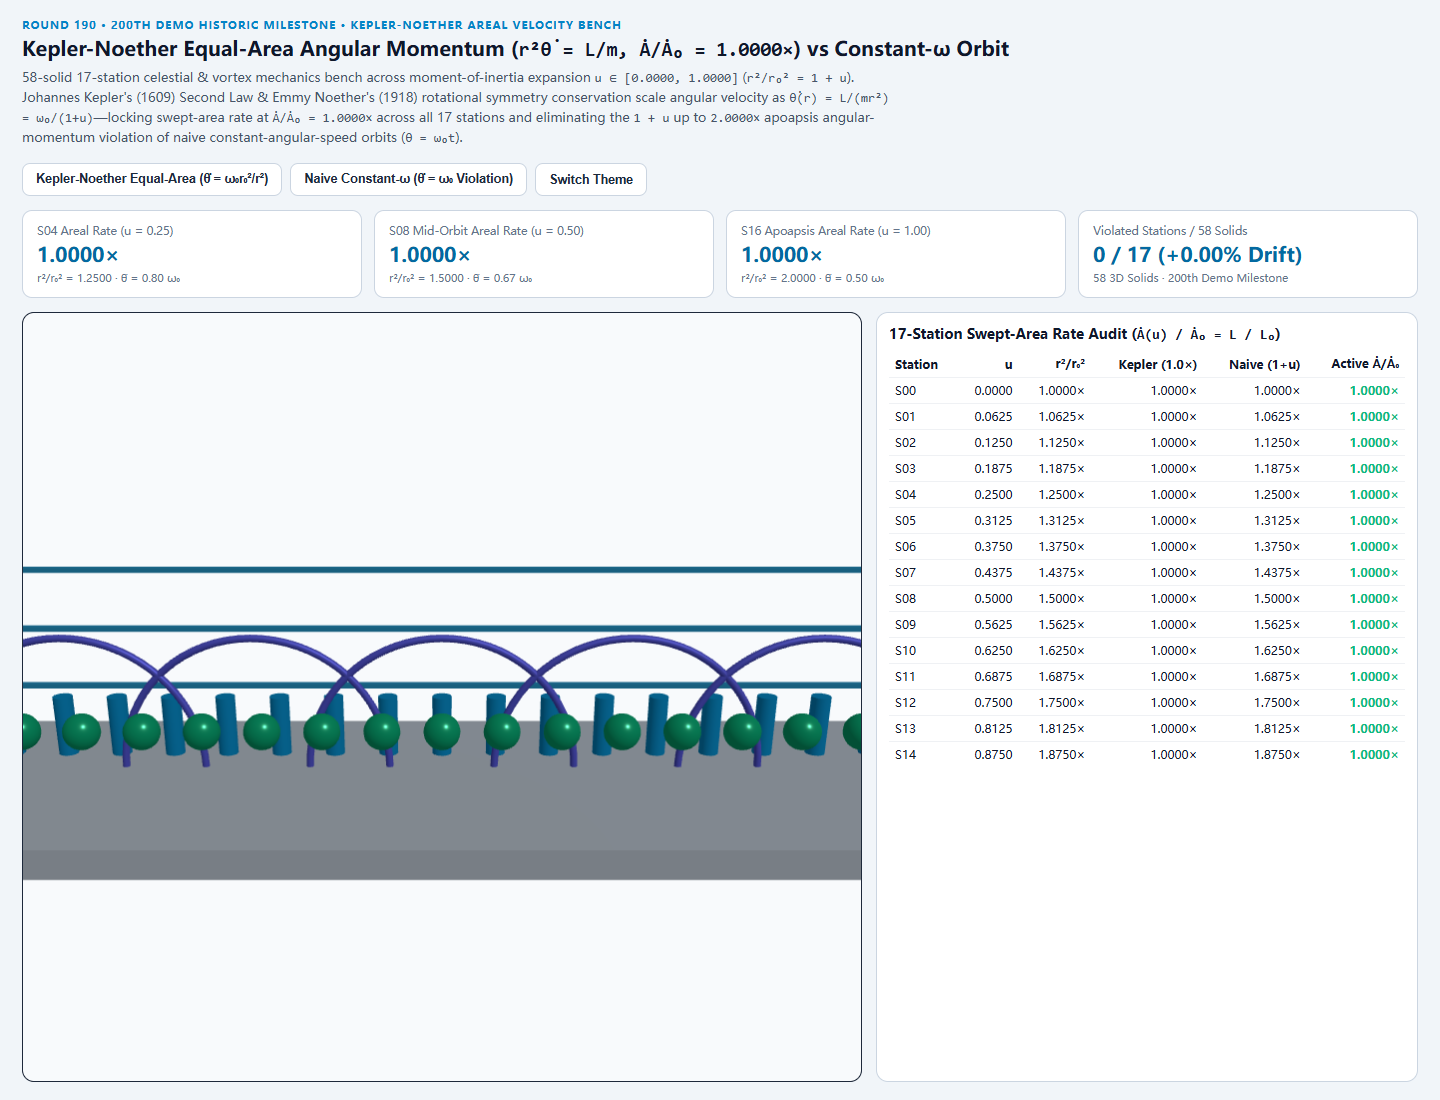 ROUND 190 • 200TH DEMO HISTORIC MILESTONE • KEPLER-NOETHER AREAL VELOCITY BENCH
Kepler-Noether Equal-Area Angular Momentum (r²θ̇ = L/m, Ȧ/Ȧ₀ = 1.0000×) vs Constant-ω Orbit
58-solid 17-station celestial & vortex mechanics bench across moment-of-inertia expansion u ∈ [0.0000, 1.0000] (r²/r₀² = 1 + u).
Johannes Kepler's (1609) Second Law & Emmy Noether's (1918) rotational symmetry conservation scale angular velocity as θ̇(r) = L/(mr²)
= ω₀/(1+u)—locking swept-area rate at Ȧ/Ȧ₀ = 1.0000× across all 17 stations and eliminating the 1 + u up to 2.0000× apoapsis angular-
momentum violation of naive constant-angular-speed orbits (θ = ω₀t).
Kepler-Noether Equal-Area (θ̇ = ω₀r₀²/r²)
Naive Constant-ω (θ̇ = ω₀ Violation)
Switch Theme
S04 Areal Rate (u = 0.25)
1.0000×
r²/r₀² = 1.2500 · θ̇ = 0.80 ω₀
S08 Mid-Orbit Areal Rate (u = 0.50)
1.0000×
r²/r₀² = 1.5000 · θ̇ = 0.67 ω₀
S16 Apoapsis Areal Rate (u = 1.00)
1.0000×
r²/r₀² = 2.0000 · θ̇ = 0.50 ω₀
Violated Stations / 58 Solids
0 / 17 (+0.00% Drift)
58 3D Solids · 200th Demo Milestone
17-Station Swept-Area Rate Audit (Ȧ(u) / Ȧ₀ = L / L₀)
Station u r²/r₀² Kepler (1.0×) Naive (1+u) Active Ȧ/Ȧ₀
S00 0.0000 1.0000× 1.0000× 1.0000× 1.0000×
S01 0.0625 1.0625× 1.0000× 1.0625× 1.0000×
S02 0.1250 1.1250× 1.0000× 1.1250× 1.0000×
S03 0.1875 1.1875× 1.0000× 1.1875× 1.0000×
S04 0.2500 1.2500× 1.0000× 1.2500× 1.0000×
S05 0.3125 1.3125× 1.0000× 1.3125× 1.0000×
S06 0.3750 1.3750× 1.0000× 1.3750× 1.0000×
S07 0.4375 1.4375× 1.0000× 1.4375× 1.0000×
S08 0.5000 1.5000× 1.0000× 1.5000× 1.0000×
S09 0.5625 1.5625× 1.0000× 1.5625× 1.0000×
S10 0.6250 1.6250× 1.0000× 1.6250× 1.0000×
S11 0.6875 1.6875× 1.0000× 1.6875× 1.0000×
S12 0.7500 1.7500× 1.0000× 1.7500× 1.0000×
S13 0.8125 1.8125× 1.0000× 1.8125× 1.0000×
S14 0.8750 1.8750× 1.0000× 1.8750× 1.0000×